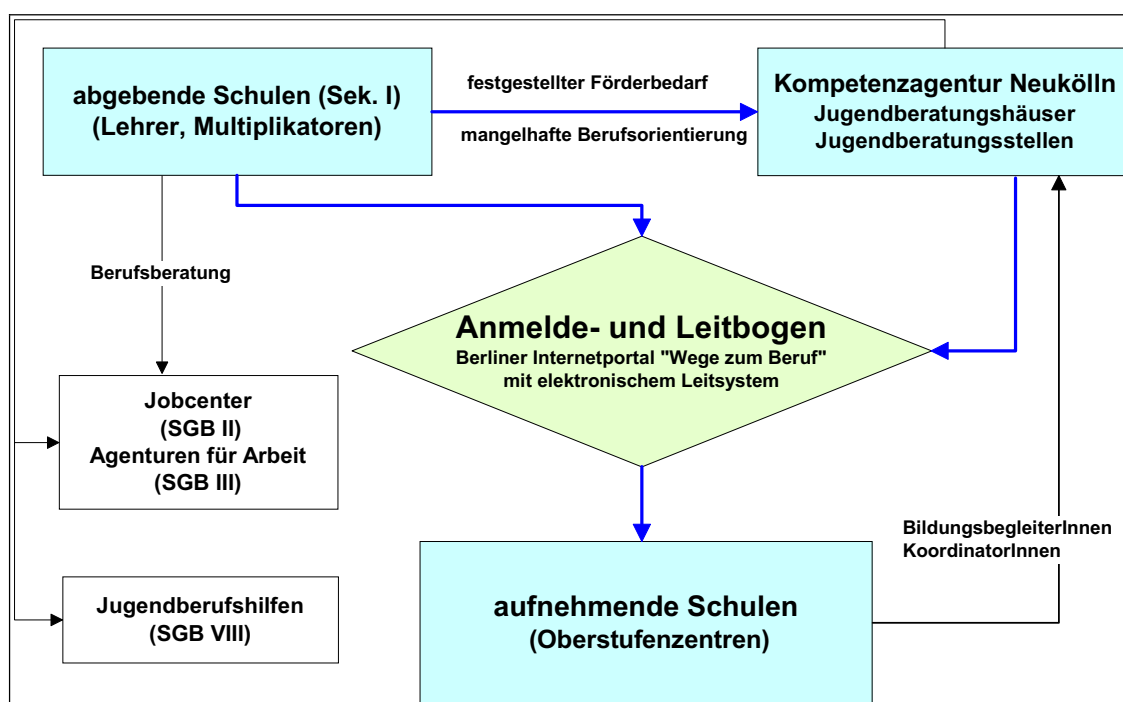 abgebende Schulen (Sek. I)
(Lehrer, Multiplikatoren)
festgestellter Förderbedarf
mangelhafte Berufsorientierung
Kompetenzagentur Neukölln
Jugendberatungshäuser
Jugendberatungsstellen
Berufsberatung
Anmelde- und Leitbogen
Berliner Internetportal "Wege zum Beruf"
mit elektronischem Leitsystem
Jobcenter
(SGB II)
Agenturen für Arbeit
(SGB III)
BildungsbegleiterInnen
KoordinatorInnen
Jugendberufshilfen
(SGB VIII)
aufnehmende Schulen
(Oberstufenzentren)